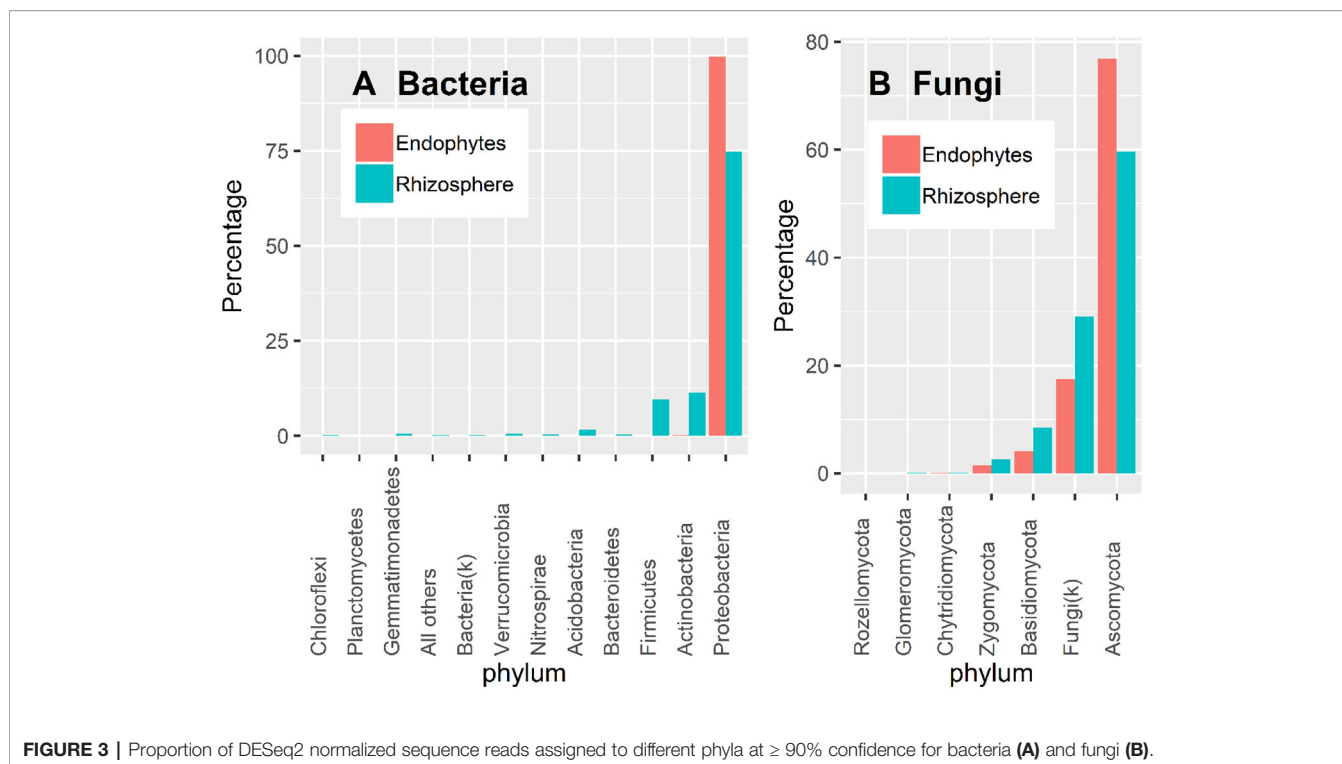 A Bacteria
Endophytes
Rhizosphere
Percentage
100
75
50
25
0
Chloroflexi
Planctomycetes
Gemmatimonadetes
All others
Bacteria(k)
Verrucomicrobia
Nitrospirae
Acidobacteria
Bacteroidetes
Firmicutes
Actinobacteria
Proteobacteria
phylum
B Fungi
Endophytes
Rhizosphere
Percentage
80
60
40
20
0
Rozellomycota
Glomeromycota
Chytridiomycota
Zygomycota
Basidiomycota
Fungi(k)
Ascomycota
phylum
FIGURE 3 | Proportion of DESeq2 normalized sequence reads assigned to different phyla at ≥ 90% confidence for bacteria (A) and fungi (B).